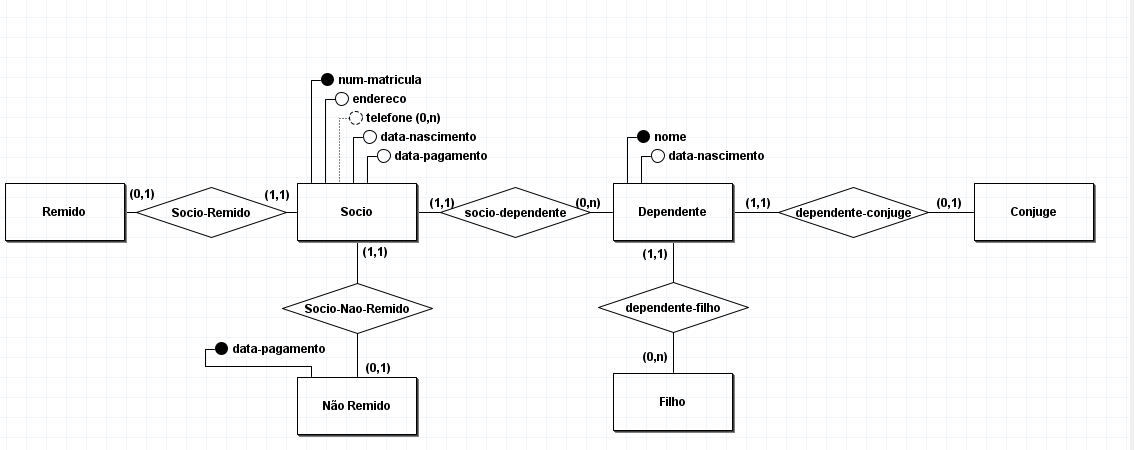 num-matricula
endereco
telefone (0,n)
data-nascimento
data-pagamento
nome
data-nascimento
Remido
(0,1)
Socio-Remido
(1,1)
Socio
(1,1)
socio-dependente
(0,n)
Dependente
(1,1)
dependente-conjuge
(0,1)
Conjuge
(1,1)
Socio-Nao-Remido
(0,1)
data-pagamento
Não Remido
(1,1)
dependente-filho
(0,n)
Filho